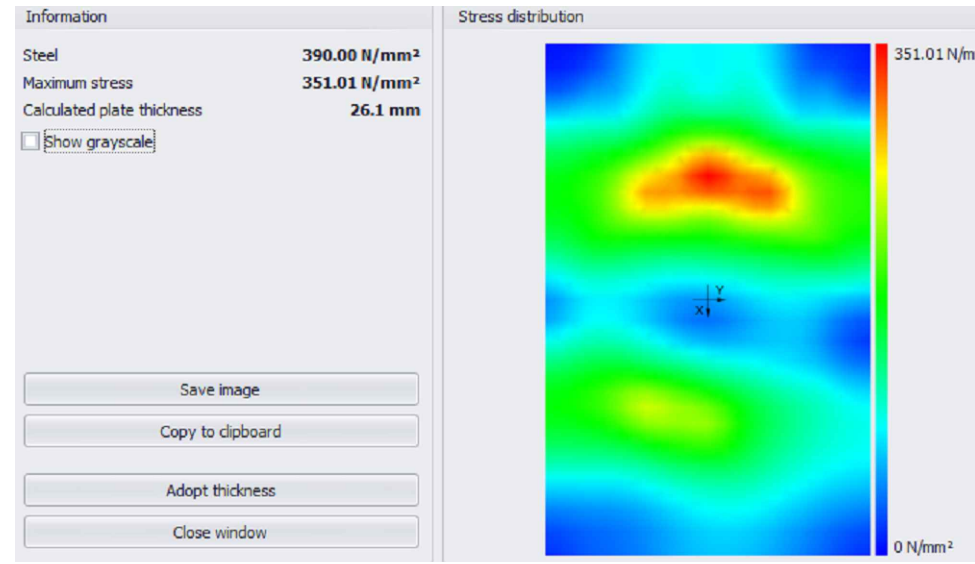 Information
Steel 390.00 N/mm²
Maximum stress 351.01 N/mm²
Calculated plate thickness 26.1 mm
Show grayscale
Save image
Copy to clipboard
Adopt thickness
Close window
Stress distribution
351.01 N/m
Y
X
0 N/mm²